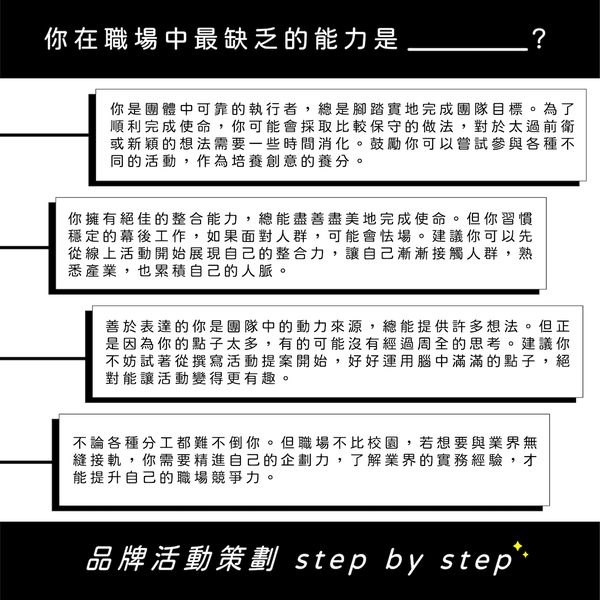 你在職場中最缺乏的能力是________?
你是團體中可靠的執行者，總是腳踏實地完成團隊目標。為了
順利完成使命，你可能會採取比較保守的做法，對於太過前衛
或新穎的想法需要一些時間消化。鼓勵你可以嘗試參與各種不
同的活動，作為培養創意的養分。
你擁有絕佳的整合能力，總能盡善盡美地完成使命。但你習慣
穩定的幕後工作，如果面對人群，可能會怯場。建議你可以先
從線上活動開始展現自己的整合力，讓自己漸漸接觸人群，熟
悉產業，也累積自己的人脈。
善於表達的你是團隊中的動力來源，總能提供許多想法。但正
是因為你的點子太多，有的可能沒有經過周全的思考。建議你
不妨試著從撰寫活動提案開始，好好運用腦中滿滿的點子，絕
對能讓活動變得更有趣。
不論各種分工都難不倒你。但職場不比校園，若想要與業界無
縫接軌，你需要精進自己的企劃力，了解業界的實務經驗，才
能提升自己的職場競爭力。
品牌活動策劃 step by step